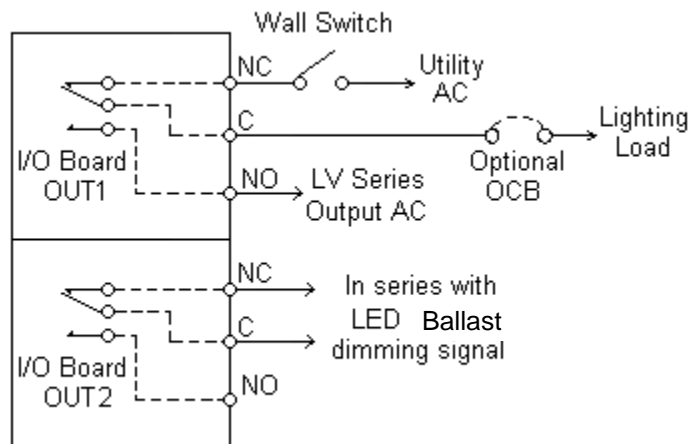 Wall Switch
NC
Utility
AC
C
Lighting
Load
I/O Board
OUT1
Optional
OCB
NO
LV Series
Output AC
NC
In series with
LED Ballast
dimming signal
C
I/O Board
OUT2
NO